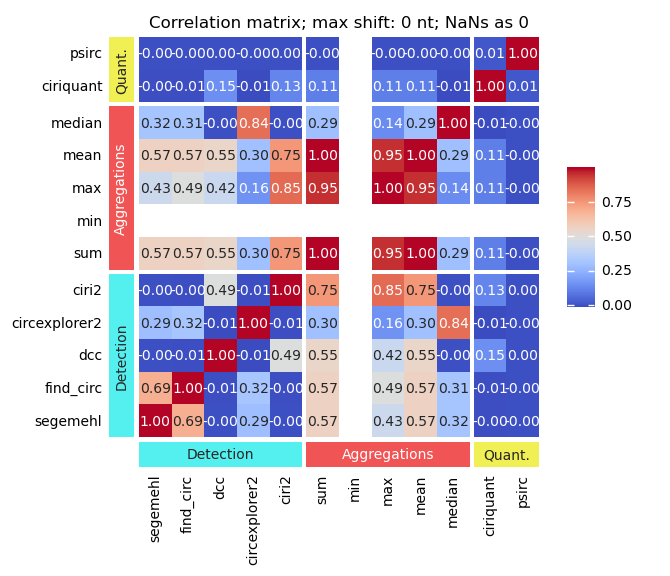 Correlation matrix; max shift: 0 nt; NaNs as 0
psirc -0.00 -0.00 0.00 -0.00 0.00 -0.00 -0.00 -0.00 -0.00 0.01 1.00
ciriquant -0.00 -0.01 0.15 -0.01 0.13 0.11 0.11 0.11 -0.01 1.00 0.01
Quant.
median 0.32 0.31 -0.00 0.84 -0.00 0.29 0.14 0.29 1.00 -0.01 -0.00
mean 0.57 0.57 0.55 0.30 0.75 1.00 0.95 1.00 0.29 0.11 -0.00
max 0.43 0.49 0.42 0.16 0.85 0.95 1.00 0.95 0.14 0.11 -0.00
min
sum 0.57 0.57 0.55 0.30 0.75 1.00 0.95 1.00 0.29 0.11 -0.00
Aggregations
ciri2 -0.00 -0.00 0.49 -0.01 1.00 0.75 0.85 0.75 -0.00 0.13 0.00
circexplorer2 0.29 0.32 -0.01 1.00 -0.01 0.30 0.16 0.30 0.84 -0.01 -0.00
dcc -0.00 -0.01 1.00 -0.01 0.49 0.55 0.42 0.55 -0.00 0.15 0.00
find_circ 0.69 1.00 -0.01 0.32 -0.00 0.57 0.49 0.57 0.31 -0.01 -0.00
segemehl 1.00 0.69 -0.00 0.29 -0.00 0.57 0.43 0.57 0.32 -0.00 -0.00
Detection
Detection Aggregations Quant.
segemehl
find_circ
dcc
circexplorer2
ciri2
sum
min
max
mean
median
ciriquant
psirc
0.75
0.50
0.25
0.00